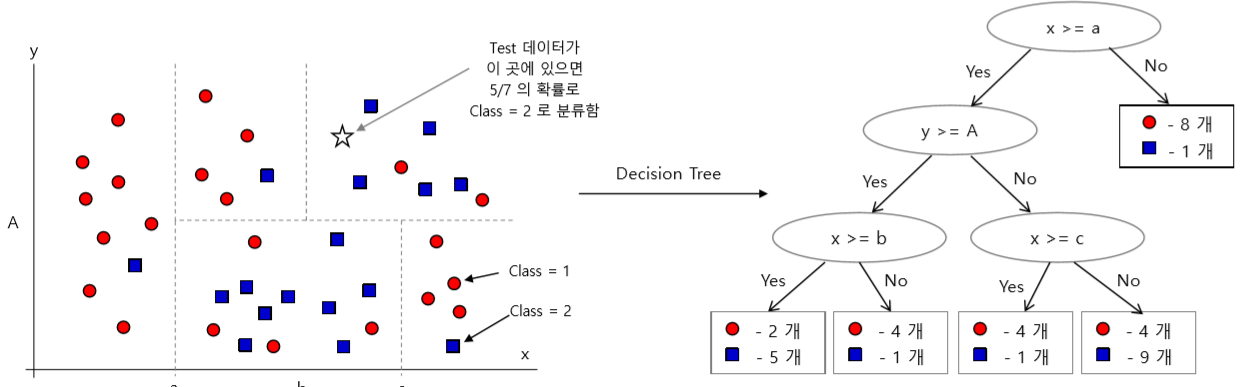 y
Test 데이터가
이 곳에 있으면
5/7 의 확률로
Class = 2 로 분류함
A
Class = 1
Class = 2
x
Decision Tree
x >= a
Yes
No
- 8 개
- 1 개
y >= A
Yes
No
x >= b
x >= c
Yes
No
Yes
No
- 2 개
- 5 개
- 4 개
- 1 개
- 4 개
- 1 개
- 4 개
- 9 개